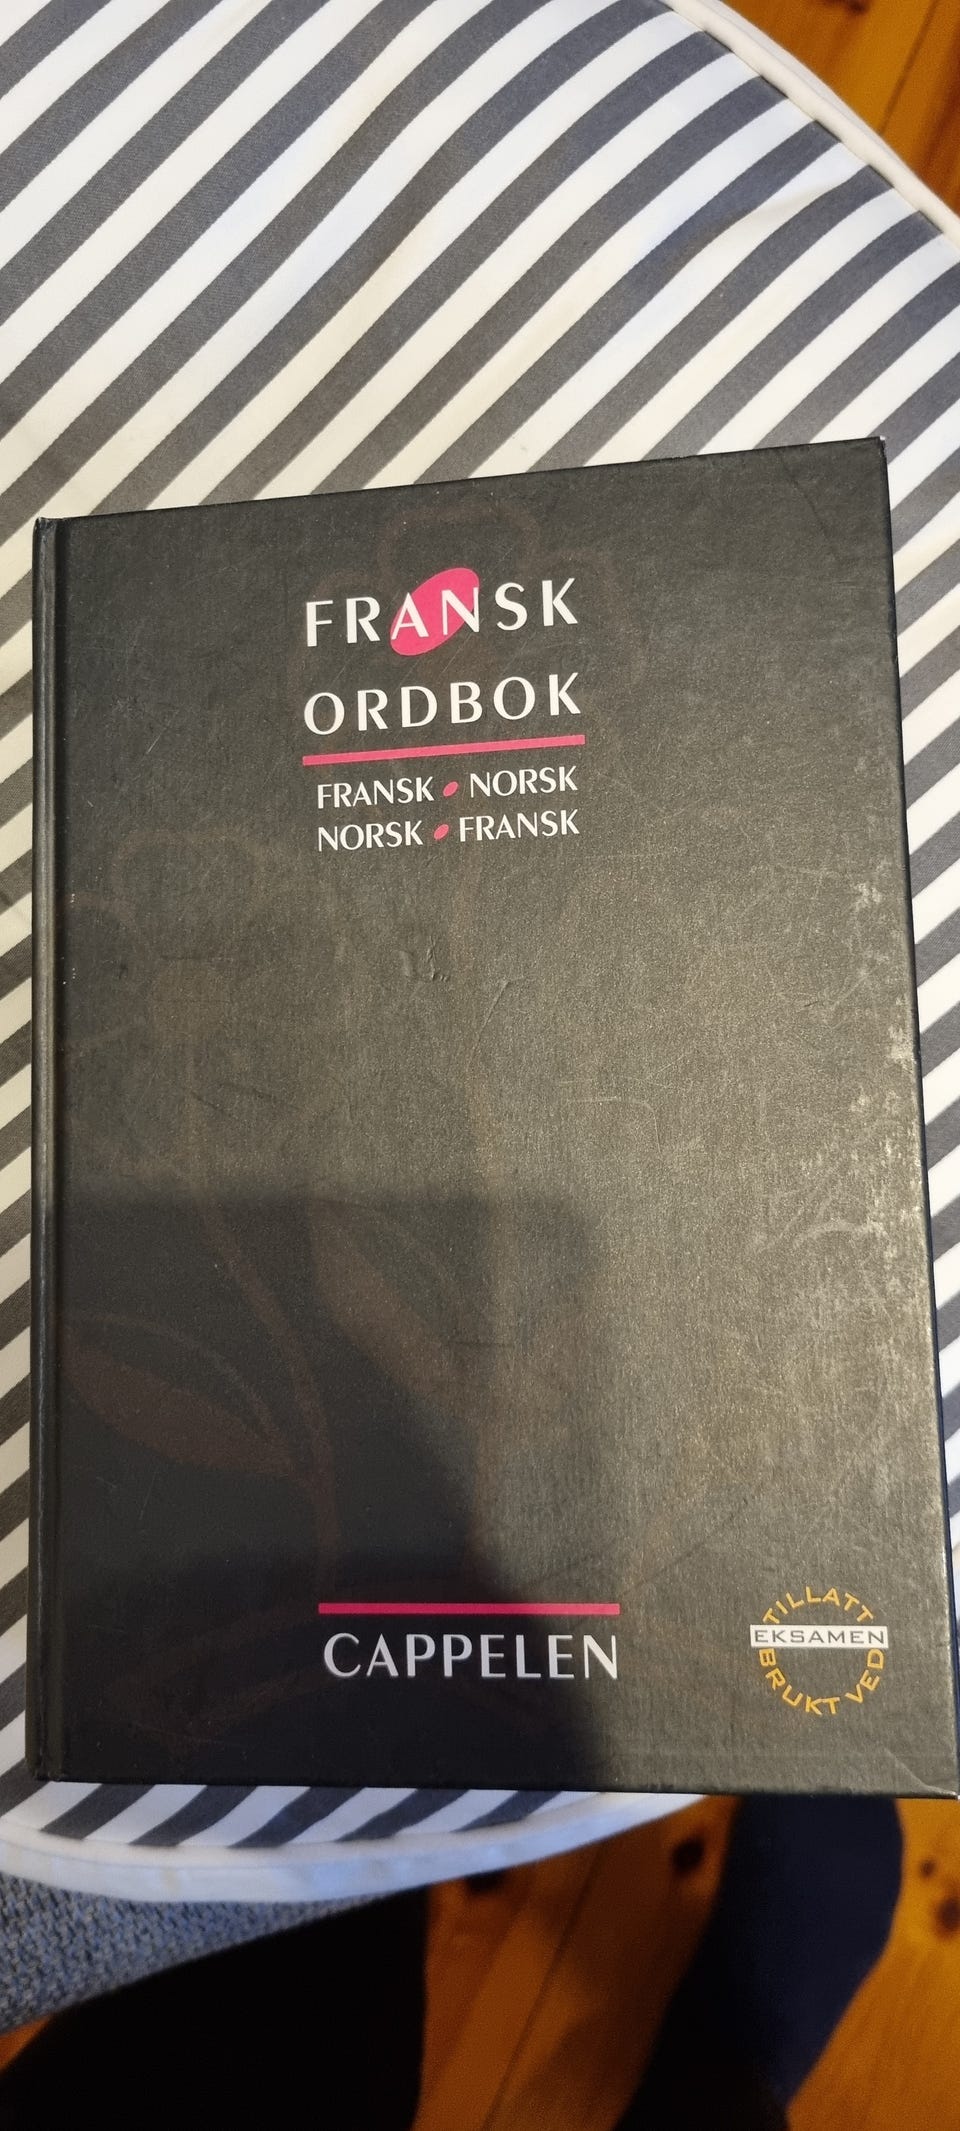 FRANSK
ORDBOK
FRANSK • NORSK
NORSK • FRANSK
CAPPELEN
TILLATT
EKSAMEN
BRUKT VED